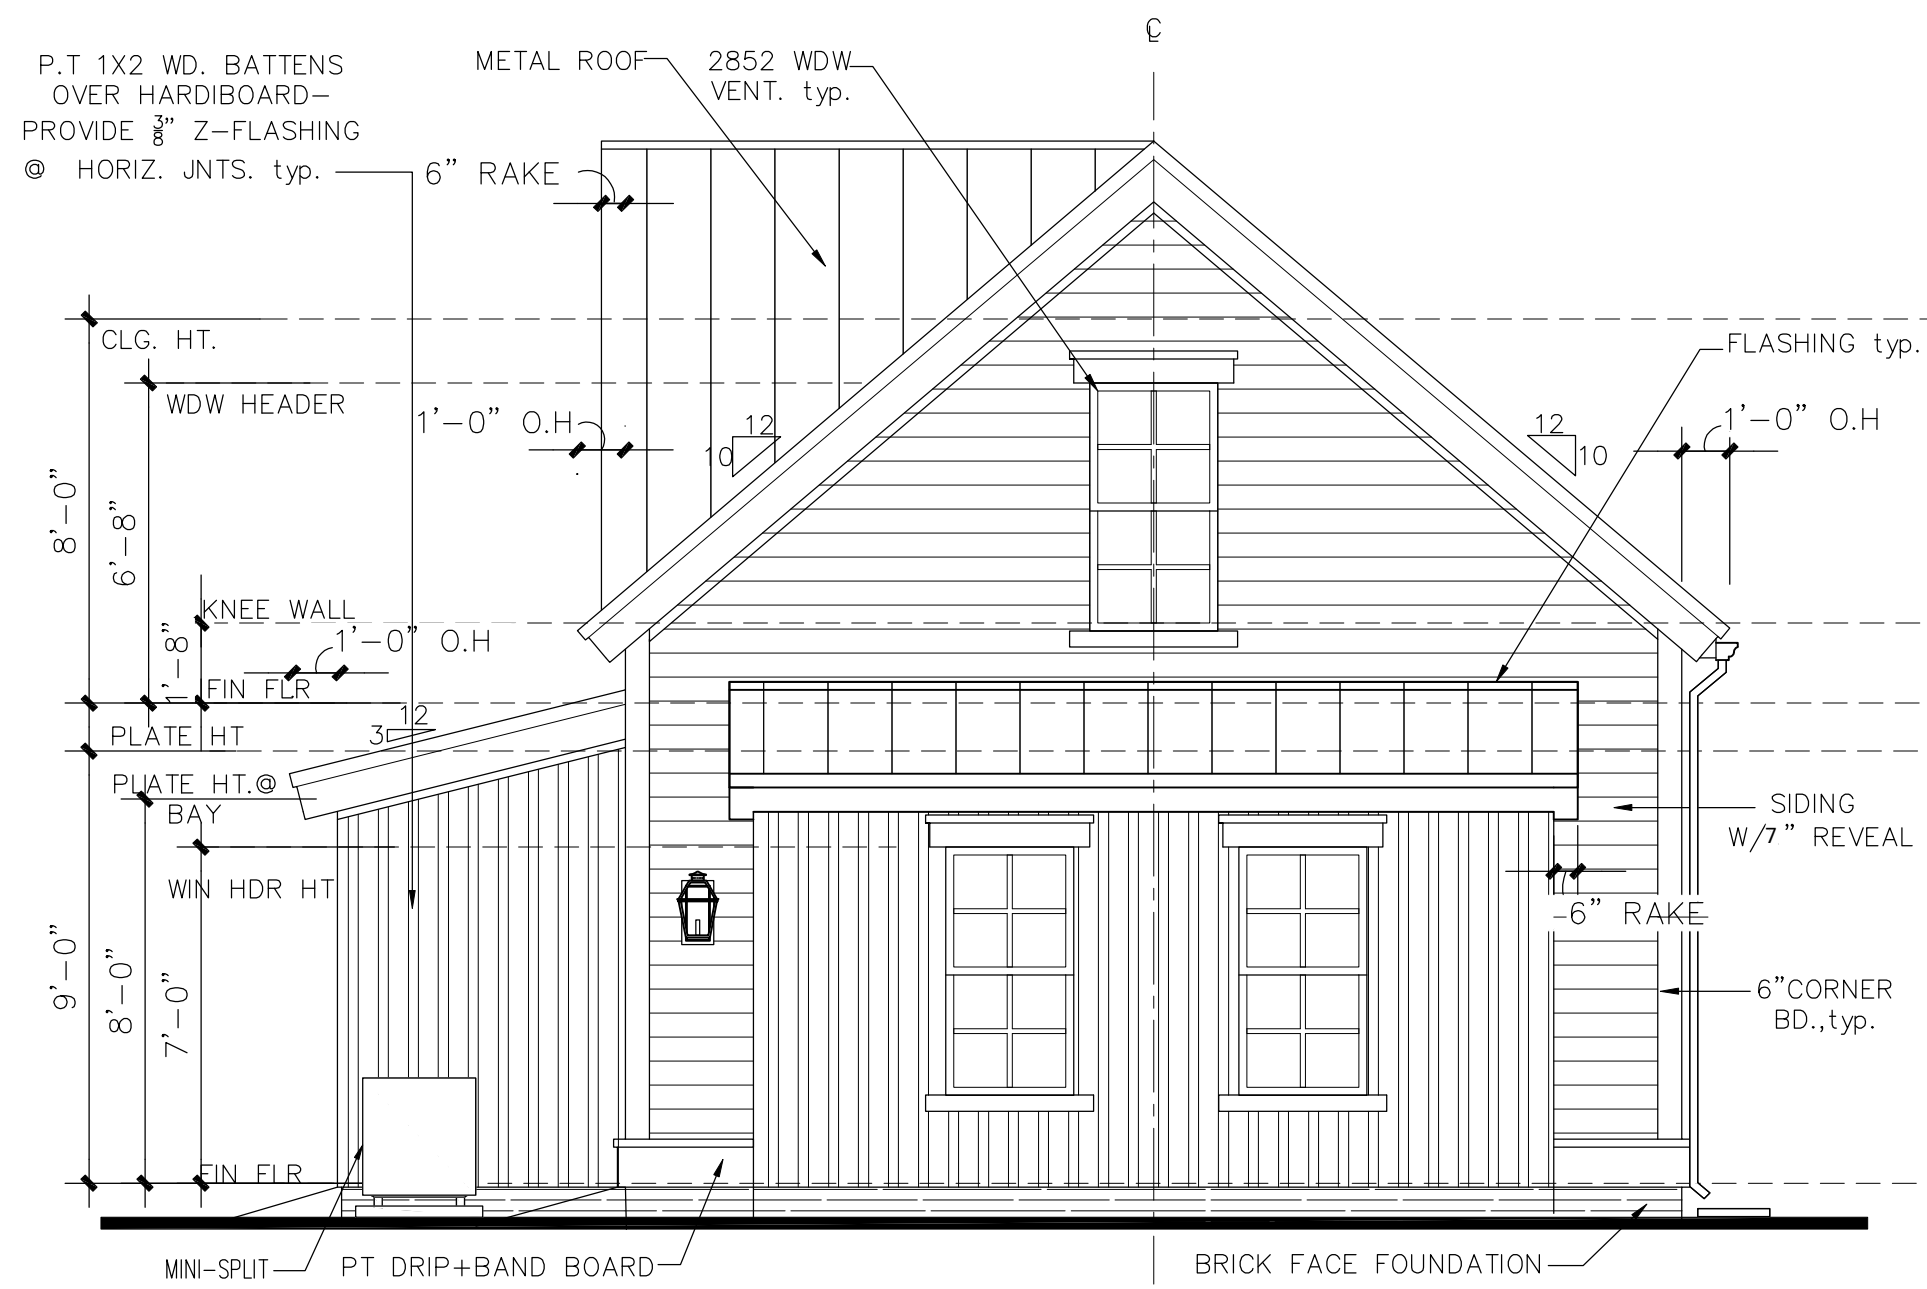 ℄
P.T 1X2 WD. BATTENS
OVER HARDIBOARD-
PROVIDE 3/8" Z-FLASHING
@ HORIZ. JNTS. typ.
METAL ROOF
2852 WDW
VENT. typ.
6" RAKE
CLG. HT.
FLASHING typ.
WDW HEADER
1'-0" O.H
12
10
12
10
1'-0" O.H
8'-0"
6'-8"
KNEE WALL
1'-8"
1'-0" O.H
FIN FLR
12
3
PLATE HT
PLATE HT.@
BAY
SIDING
W/7" REVEAL
WIN HDR HT
6" RAKE
9'-0"
8'-0"
7'-0"
6"CORNER
BD.,typ.
FIN FLR
MINI-SPLIT
PT DRIP+BAND BOARD
BRICK FACE FOUNDATION